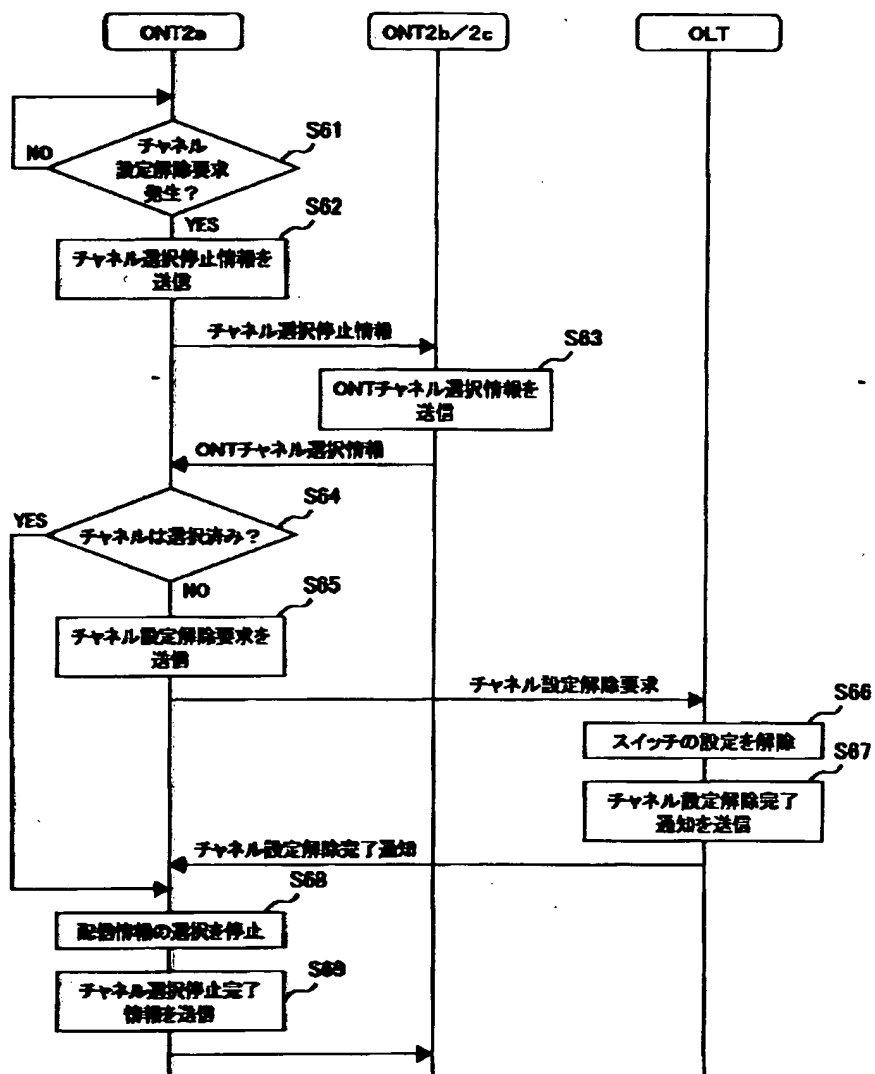 ONT2a
ONT2b/2c
OLT
S61
チャネル
設定解除要求
発生?
NO
YES
S62
チャネル選択停止情報を
送信
チャネル選択停止情報
S63
ONTチャネル選択情報を
送信
ONTチャネル選択情報
S64
チャネルは選択済み?
YES
NO
S65
チャネル設定解除要求を
送信
チャネル設定解除要求
S66
スイッチの設定を解除
S67
チャネル設定解除完了
通知を送信
チャネル設定解除完了通知
S68
配信情報の選択を停止
S69
チャネル選択停止完了
情報を送信